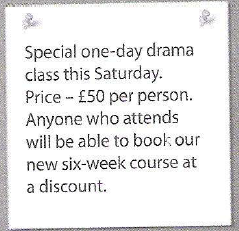 Special one-day drama
class this Saturday.
Price – £50 per person.
Anyone who attends
will be able to book our
new six-week course at
a discount.